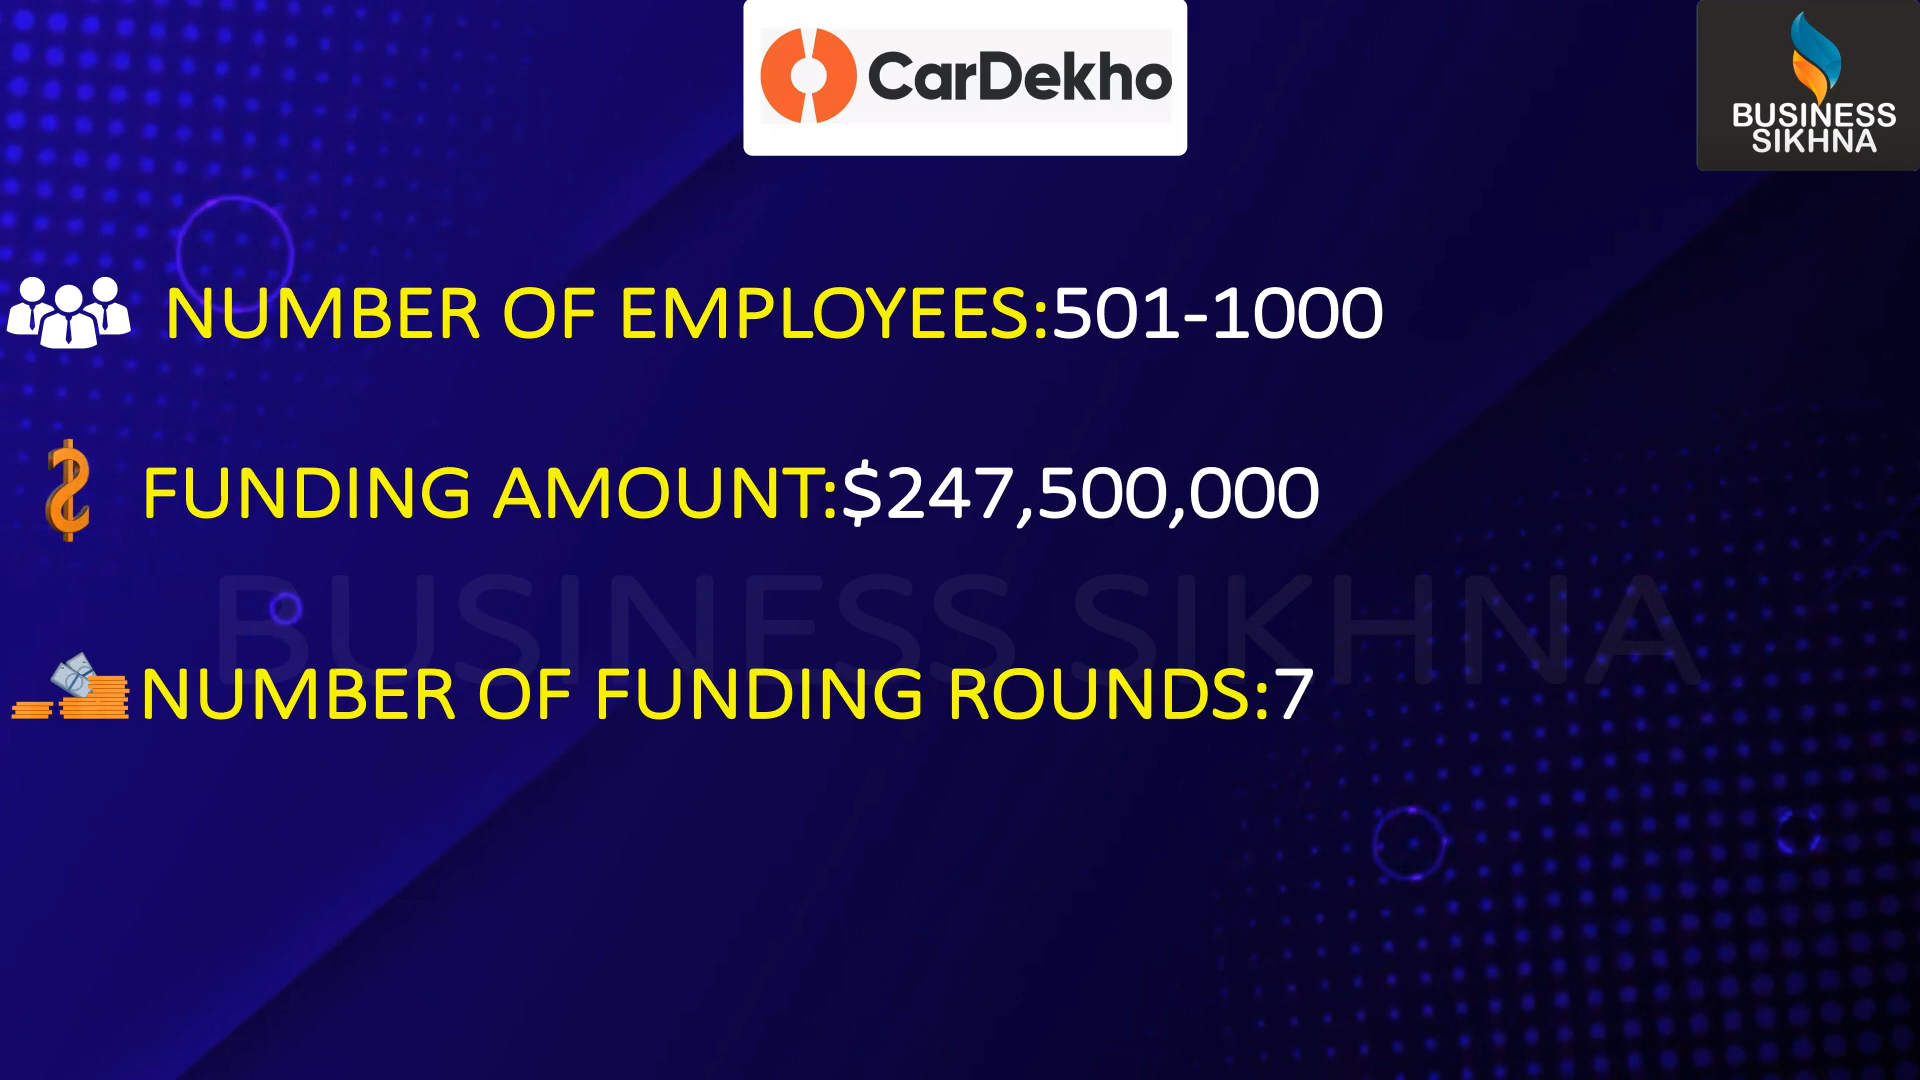 CarDekho
BUSINESS
SIKHNA
NUMBER OF EMPLOYEES:501-1000
FUNDING AMOUNT:$247,500,000
BUSINESS SIKHNA
NUMBER OF FUNDING ROUNDS:7